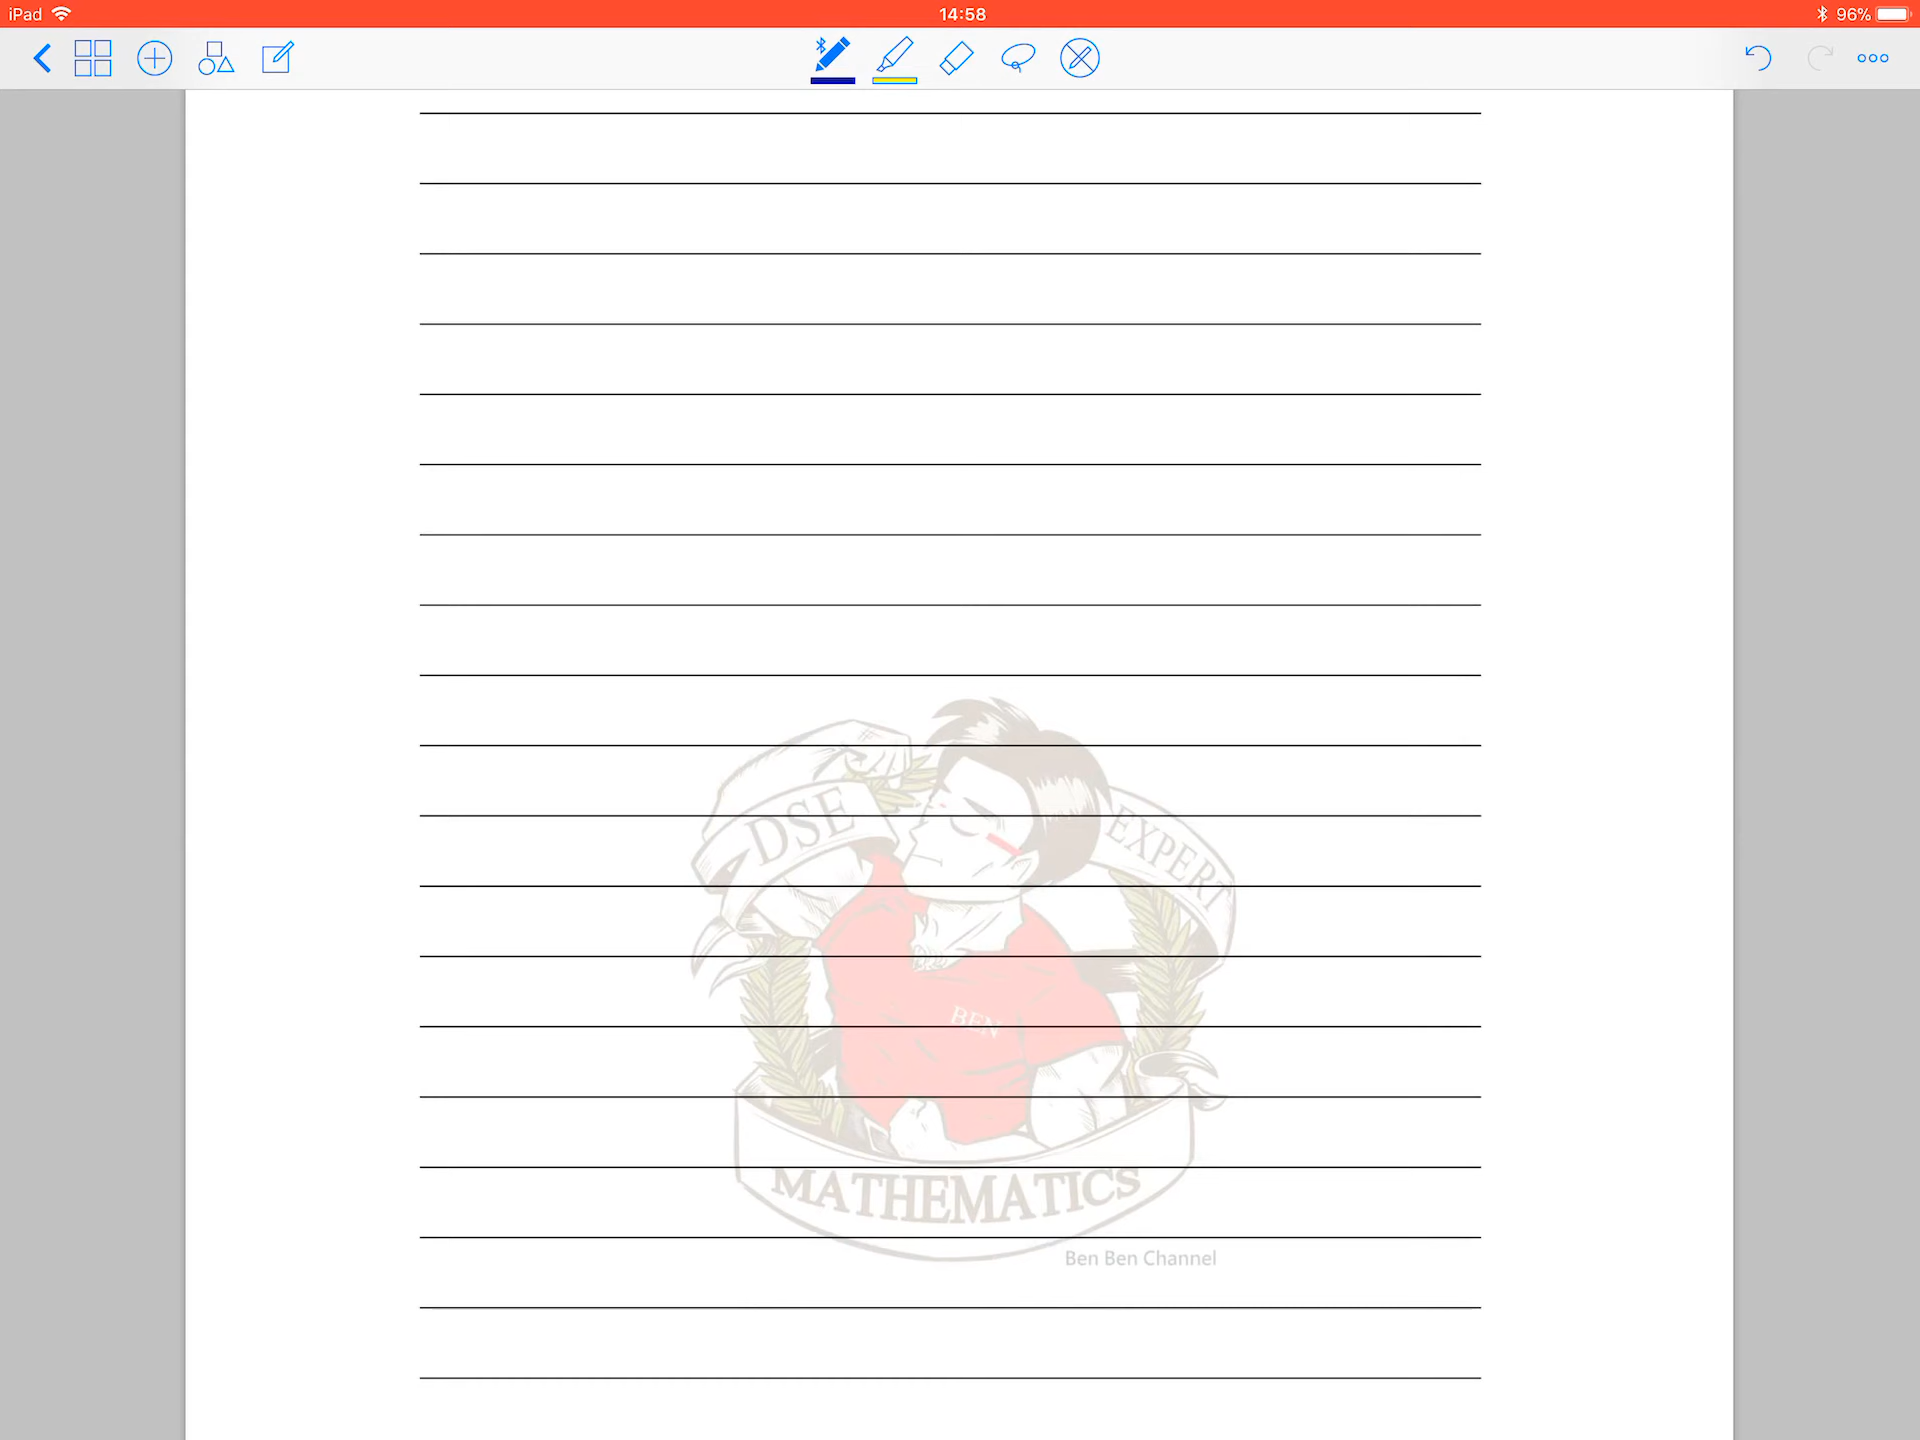 iPad
14:58
96%
DSE
EXPERT
BEN
MATHEMATICS
Ben Ben Channel